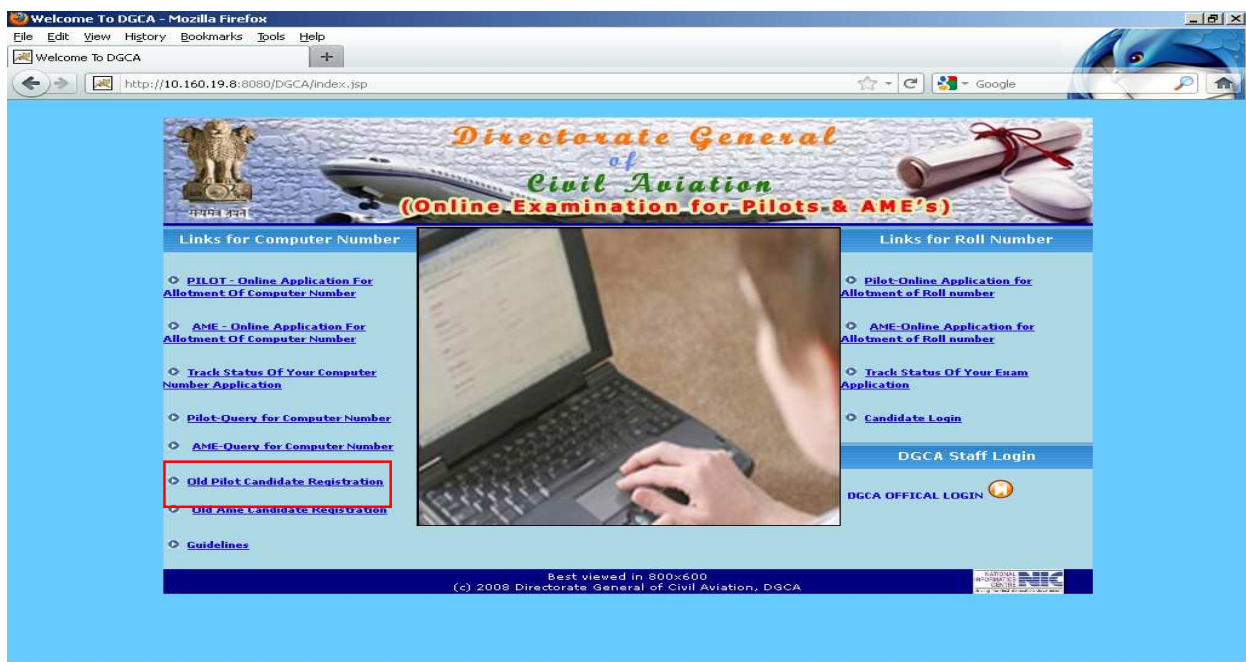 Welcome To DGCA - Mozilla Firefox
File Edit View History Bookmarks Tools Help
Welcome To DGCA
http://10.160.19.8:8080/DGCA/index.jsp
Google
Directorate General
of
Civil Aviation
(Online Examination for Pilots & AME's)
Links for Computer Number
PILOT - Online Application For
Allotment Of Computer Number
AME - Online Application For
Allotment Of Computer Number
Track Status Of Your Computer
Number Application
Pilot-Query for Computer Number
AME-Query for Computer Number
Old Pilot Candidate Registration
Old Ame Candidate Registration
Guidelines
Links for Roll Number
Pilot-Online Application for
Allotment of Roll number
AME-Online Application for
Allotment of Roll number
Track Status Of Your Exam
Application
Candidate Login
DGCA Staff Login
DGCA OFFICAL LOGIN
Best viewed in 800x600
(c) 2008 Directorate General of Civil Aviation, DGCA
NATIONAL
INFORMATICS
CENTRE
NIC